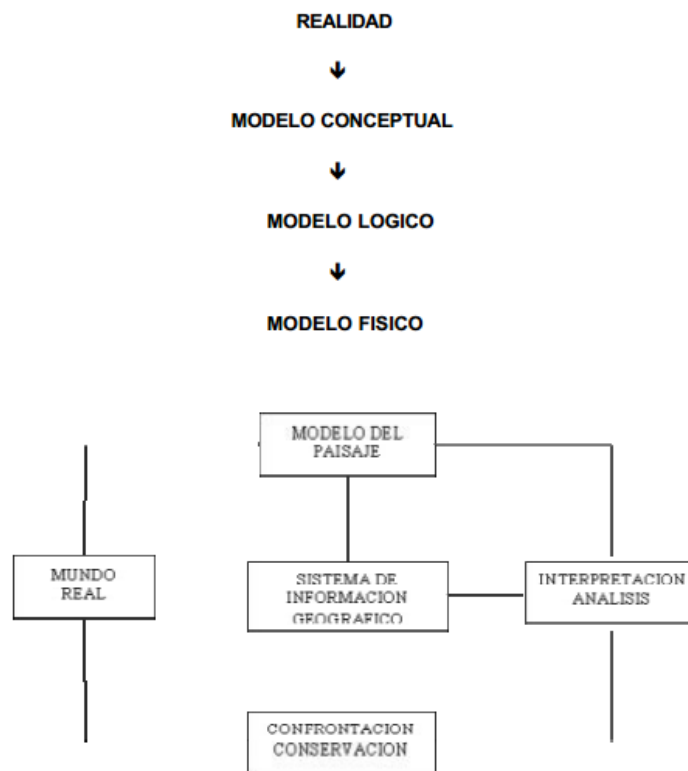 REALIDAD
MODELO CONCEPTUAL
MODELO LOGICO
MODELO FISICO
MODELO DEL
PAISAJE
MUNDO
REAL
SISTEMA DE
INFORMACION
GEOGRAFICO
INTERPRETACION
ANALISIS
CONFRONTACION
CONSERVACION